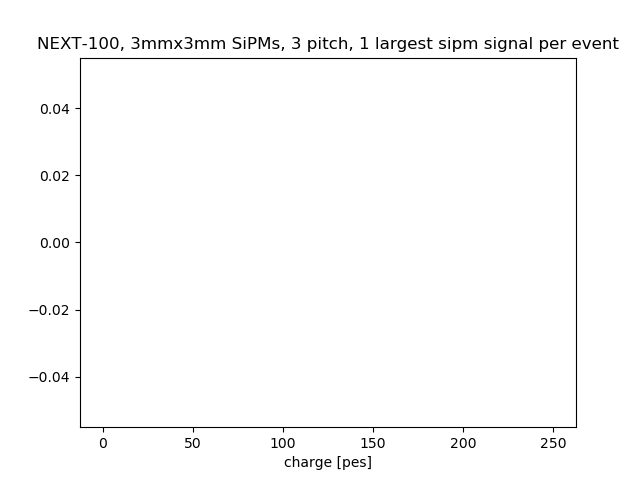 NEXT-100, 3mmx3mm SiPMs, 3 pitch, 1 largest sipm signal per event
0.04
0.02
0.00
−0.02
−0.04
0 50 100 150 200 250
charge [pes]